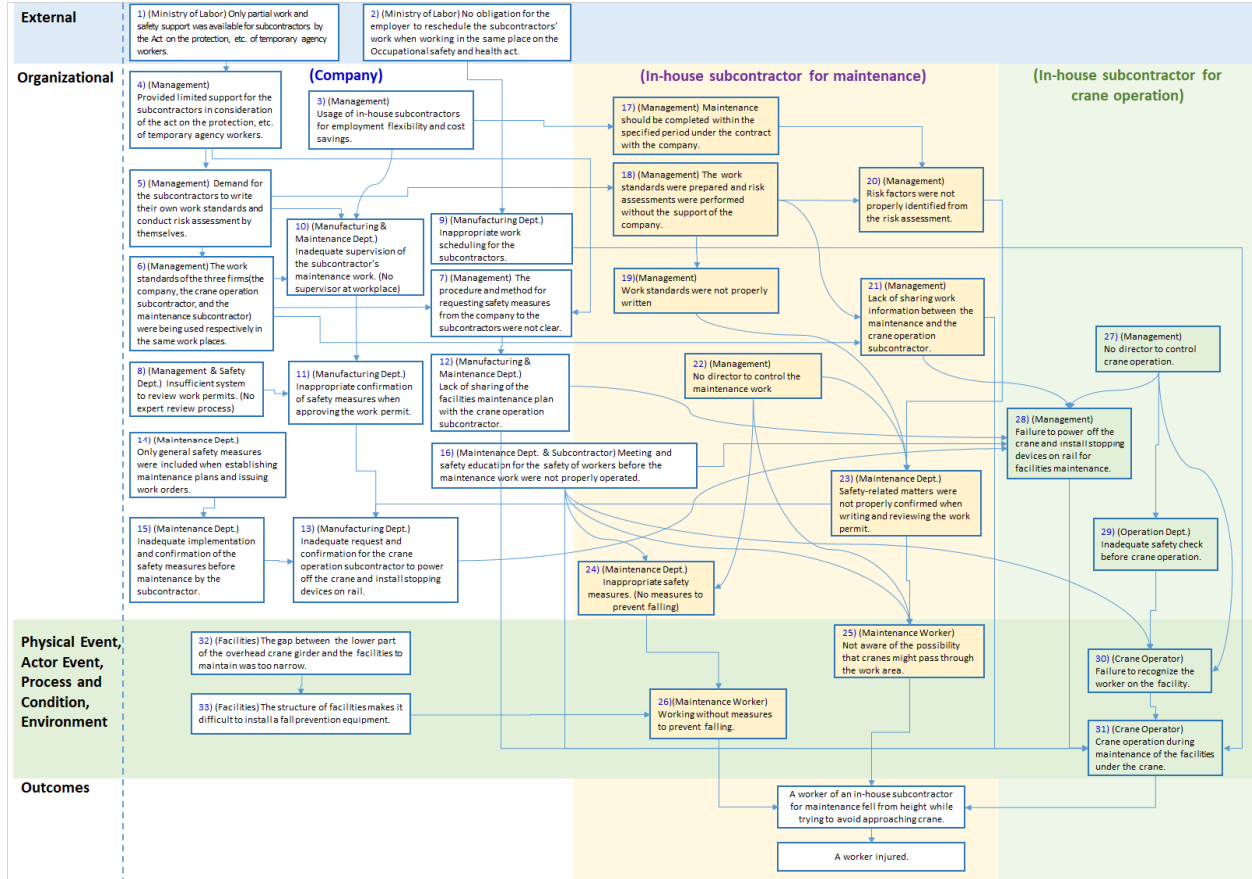 External
1) (Ministry of Labor) Only partial work and
safety support was available for subcontractors by
the Act on the protection, etc. of temporary agency
workers.
2) (Ministry of Labor) No obligation for the
employer to reschedule the subcontractors'
work when working in the same place on the
Occupational safety and health act.
Organizational
(Company)
(In-house subcontractor for maintenance)
(In-house subcontractor for
crane operation)
4) (Management)
Provided limited support for the
subcontractors in consideration
of the act on the protection, etc.
of temporary agency workers.
3) (Management)
Usage of in-house subcontractors
for employment flexibility and cost
savings.
17) (Management) Maintenance
should be completed within the
specified period under the contract
with the company.
5) (Management) Demand for
the subcontractors to write
their own work standards and
conduct risk assessment by
themselves.
18) (Management) The work
standards were prepared and risk
assessments were performed
without the support of the
company.
20) (Management)
Risk factors were not
properly identified from
the risk assessment.
10) (Manufacturing &
Maintenance Dept.)
Inadequate supervision
of the subcontractor's
maintenance work. (No
supervisor at workplace)
9) (Manufacturing Dept.)
Inappropriate work
scheduling for the
subcontractors.
6) (Management) The work
standards of the three firms(the
company, the crane operation
subcontractor, and the
maintenance subcontractor)
were being used respectively in
the same work places.
7) (Management) The
procedure and method for
requesting safety measures
from the company to the
subcontractors were not clear.
19)(Management)
Work standards were not properly
written
21) (Management)
Lack of sharing work
information between the
maintenance and the
crane operation
subcontractor.
27) (Management)
No director to control
crane operation.
8) (Management & Safety
Dept.) Insufficient system
to review work permits. (No
expert review process)
11) (Manufacturing Dept.)
Inappropriate confirmation
of safety measures when
approving the work permit.
12) (Manufacturing &
Maintenance Dept.)
Lack of sharing of the
facilities maintenance plan
with the crane operation
subcontractor.
22) (Management)
No director to control the
maintenance work
28) (Management)
Failure to power off the
crane and install stopping
devices on rail for
facilities maintenance.
14) (Maintenance Dept.)
Only general safety measures
were included when establishing
maintenance plans and issuing
work orders.
16) (Maintenance Dept. & Subcontractor) Meeting and
safety education for the safety of workers before the
maintenance work were not properly operated.
23) (Maintenance Dept.)
Safety-related matters were
not properly confirmed when
writing and reviewing the work
permit.
15) (Maintenance Dept.)
Inadequate implementation
and confirmation of the
safety measures before
maintenance by the
subcontractor.
13) (Manufacturing Dept.)
Inadequate request and
confirmation for the crane
operation subcontractor to power
off the crane and install stopping
devices on rail.
29) (Operation Dept.)
Inadequate safety check
before crane operation.
24) (Maintenance Dept.)
Inappropriate safety
measures. (No measures to
prevent falling)
Physical Event,
Actor Event,
Process and
Condition,
Environment
32) (Facilities) The gap between the lower part
of the overhead crane girder and the facilities to
maintain was too narrow.
25) (Maintenance Worker)
Not aware of the possibility
that cranes might pass through
the work area.
30) (Crane Operator)
Failure to recognize the
worker on the facility.
33) (Facilities) The structure of facilities makes it
difficult to install a fall prevention equipment.
26)(Maintenance Worker)
Working without measures
to prevent falling.
31) (Crane Operator)
Crane operation during
maintenance of the facilities
under the crane.
Outcomes
A worker of an in-house subcontractor
for maintenance fell from height while
trying to avoid approaching crane.
A worker injured.